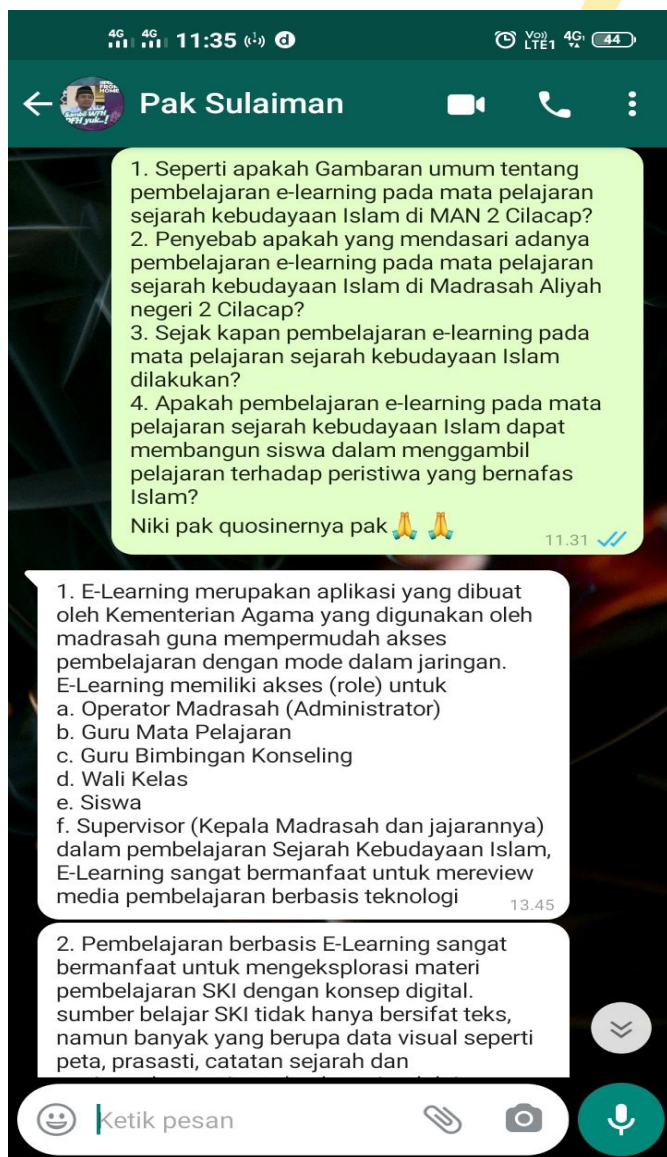 4G 4G 11:35
VoI) LTE1 4G 44
Pak Sulaiman
1. Seperti apakah Gambaran umum tentang
pembelajaran e-learning pada mata pelajaran
sejarah kebudayaan Islam di MAN 2 Cilacap?
2. Penyebab apakah yang mendasari adanya
pembelajaran e-learning pada mata pelajaran
sejarah kebudayaan Islam di Madrasah Aliyah
negeri 2 Cilacap?
3. Sejak kapan pembelajaran e-learning pada
mata pelajaran sejarah kebudayaan Islam
dilakukan?
4. Apakah pembelajaran e-learning pada mata
pelajaran sejarah kebudayaan Islam dapat
membangun siswa dalam menggambil
pelajaran terhadap peristiwa yang bernafas
Islam?
Niki pak quosinernya pak🙏 🙏
11.31
1. E-Learning merupakan aplikasi yang dibuat
oleh Kementerian Agama yang digunakan oleh
madrasah guna mempermudah akses
pembelajaran dengan mode dalam jaringan.
E-Learning memiliki akses (role) untuk
a. Operator Madrasah (Administrator)
b. Guru Mata Pelajaran
c. Guru Bimbingan Konseling
d. Wali Kelas
e. Siswa
f. Supervisor (Kepala Madrasah dan jajarannya)
dalam pembelajaran Sejarah Kebudayaan Islam,
E-Learning sangat bermanfaat untuk mereview
media pembelajaran berbasis teknologi
13.45
2. Pembelajaran berbasis E-Learning sangat
bermanfaat untuk mengeksplorasi materi
pembelajaran SKI dengan konsep digital.
sumber belajar SKI tidak hanya bersifat teks,
namun banyak yang berupa data visual seperti
peta, prasasti, catatan sejarah dan
Ketik pesan